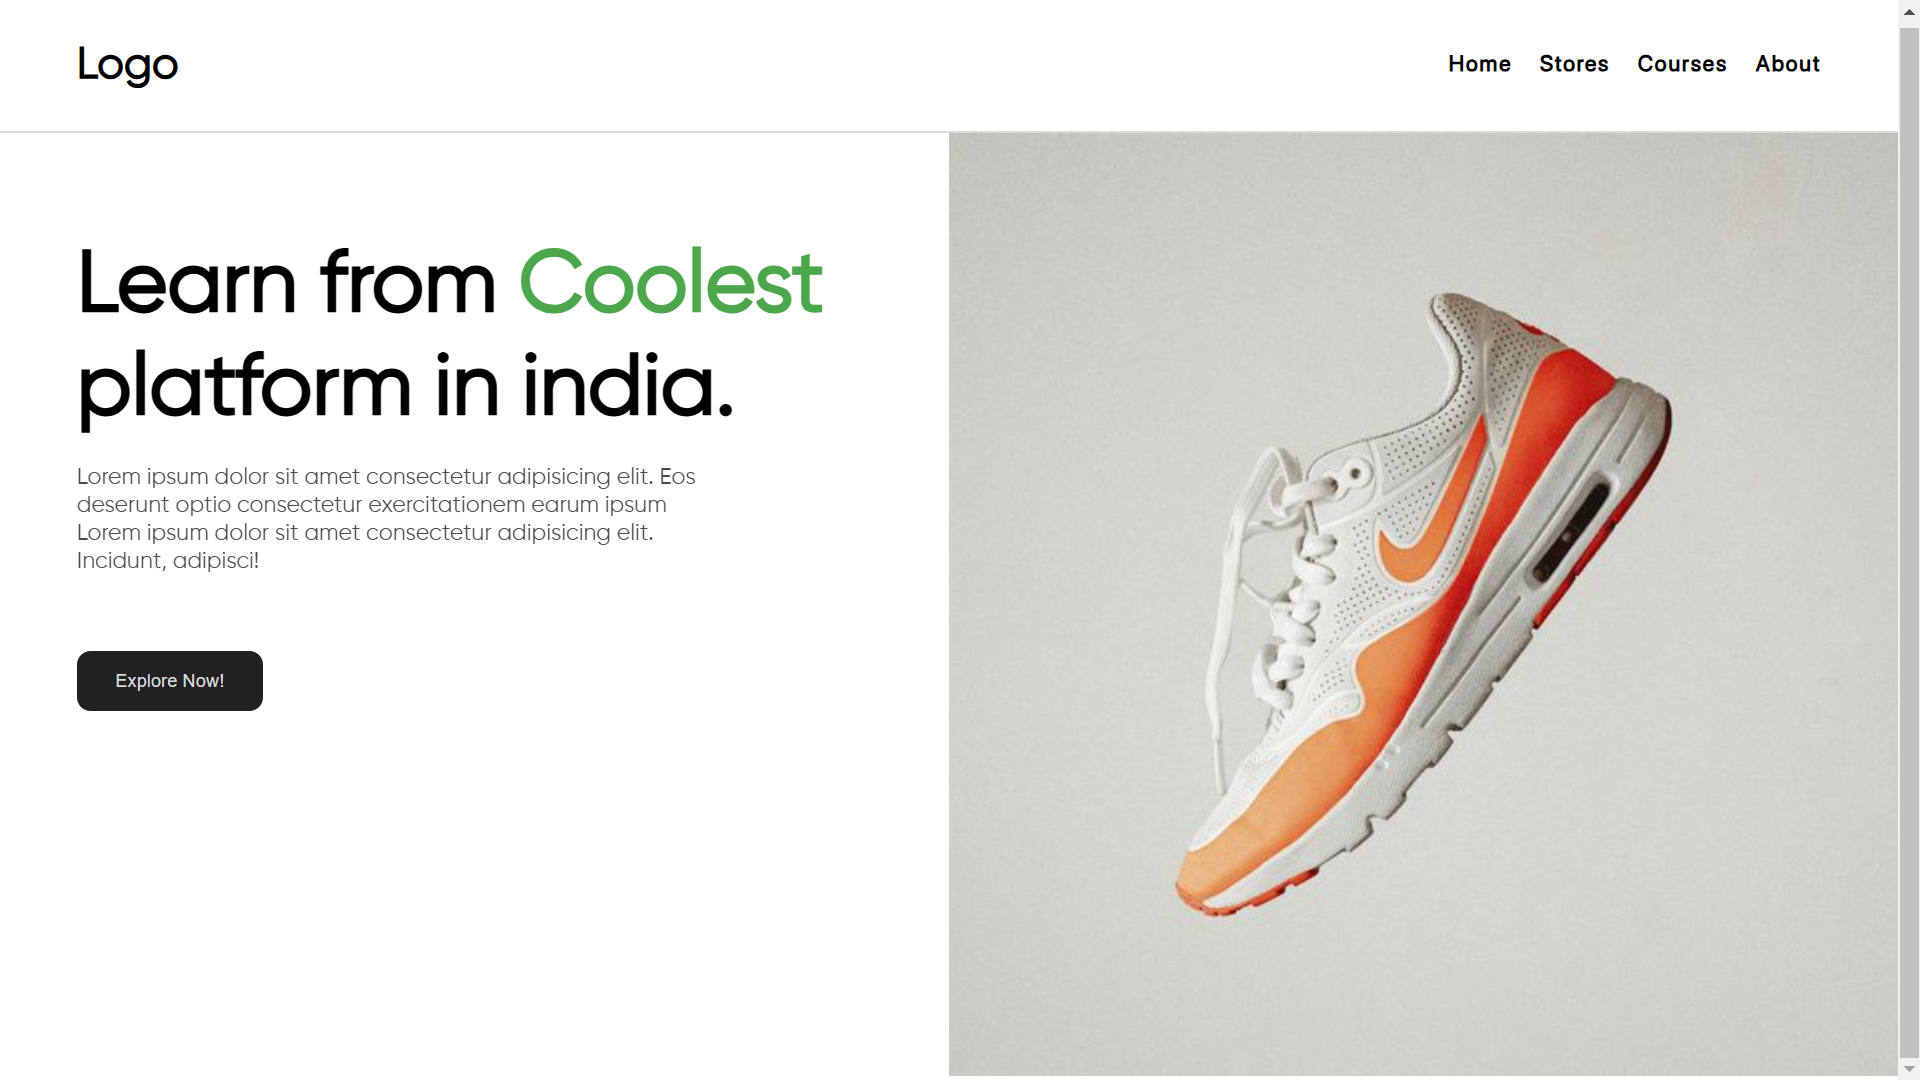 Logo
Home Stores Courses About
Learn from Coolest
platform in india.
Lorem ipsum dolor sit amet consectetur adipisicing elit. Eos
deserunt optio consectetur exercitationem earum ipsum
Lorem ipsum dolor sit amet consectetur adipisicing elit.
Incidunt, adipisci!
Explore Now!